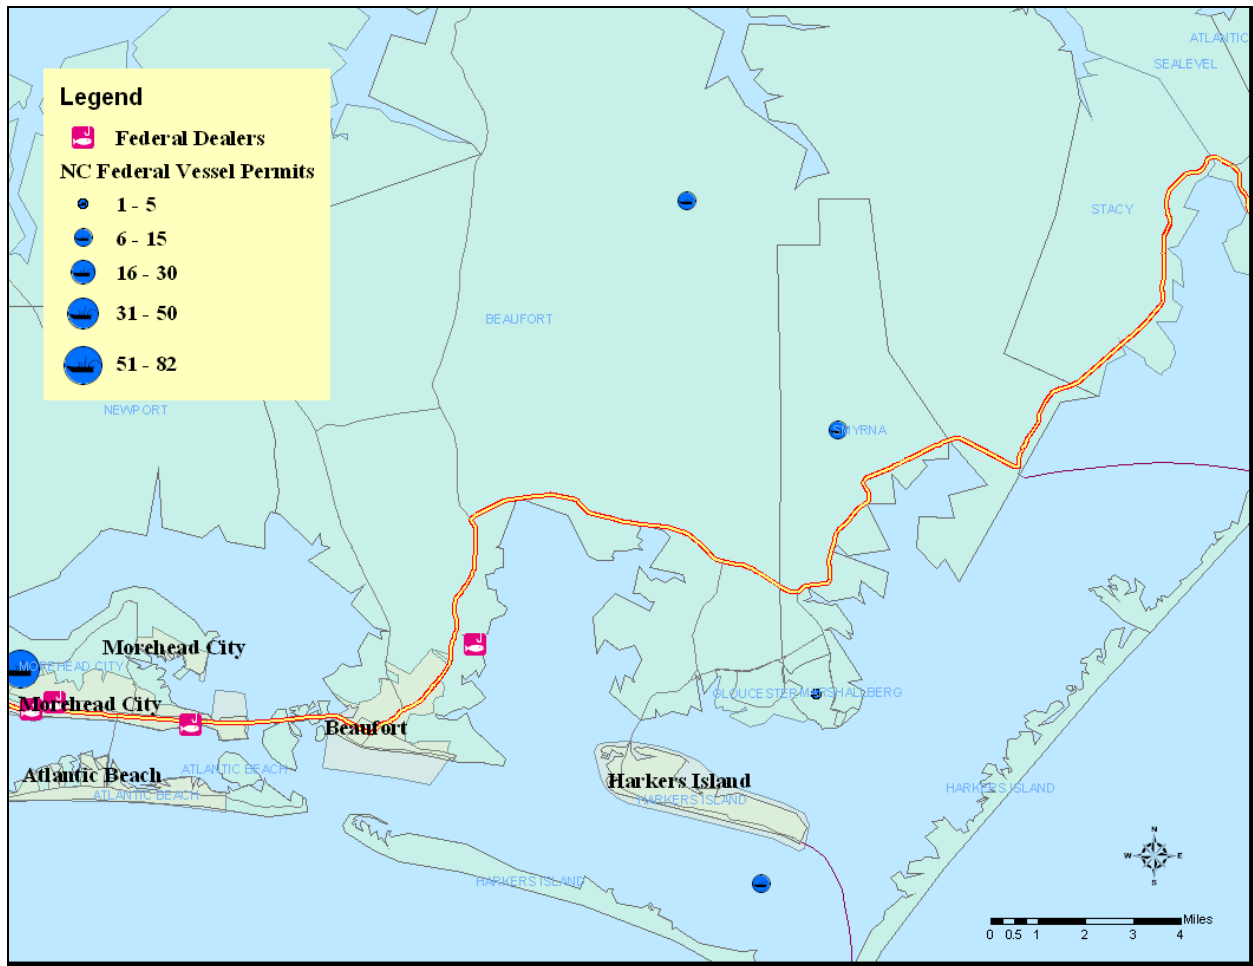 ATLANTIC
SEALEVEL
Legend
Federal Dealers
NC Federal Vessel Permits
1 - 5
6 - 15
16 - 30
31 - 50
51 - 82
STACY
BEAUFORT
NEWPORT
SMYRNA
Morehead City
MOREHEAD CITY
GLOUCESTER
MARSHALLBERG
Morehead City
Beaufort
ATLANTIC BEACH
Atlantic Beach
Harkers Island
HARKERS ISLAND
ATLANTIC BEACH
HARKERS ISLAND
HARKERS ISLAND
N
W
E
S
Miles
0 0.5 1 2 3 4